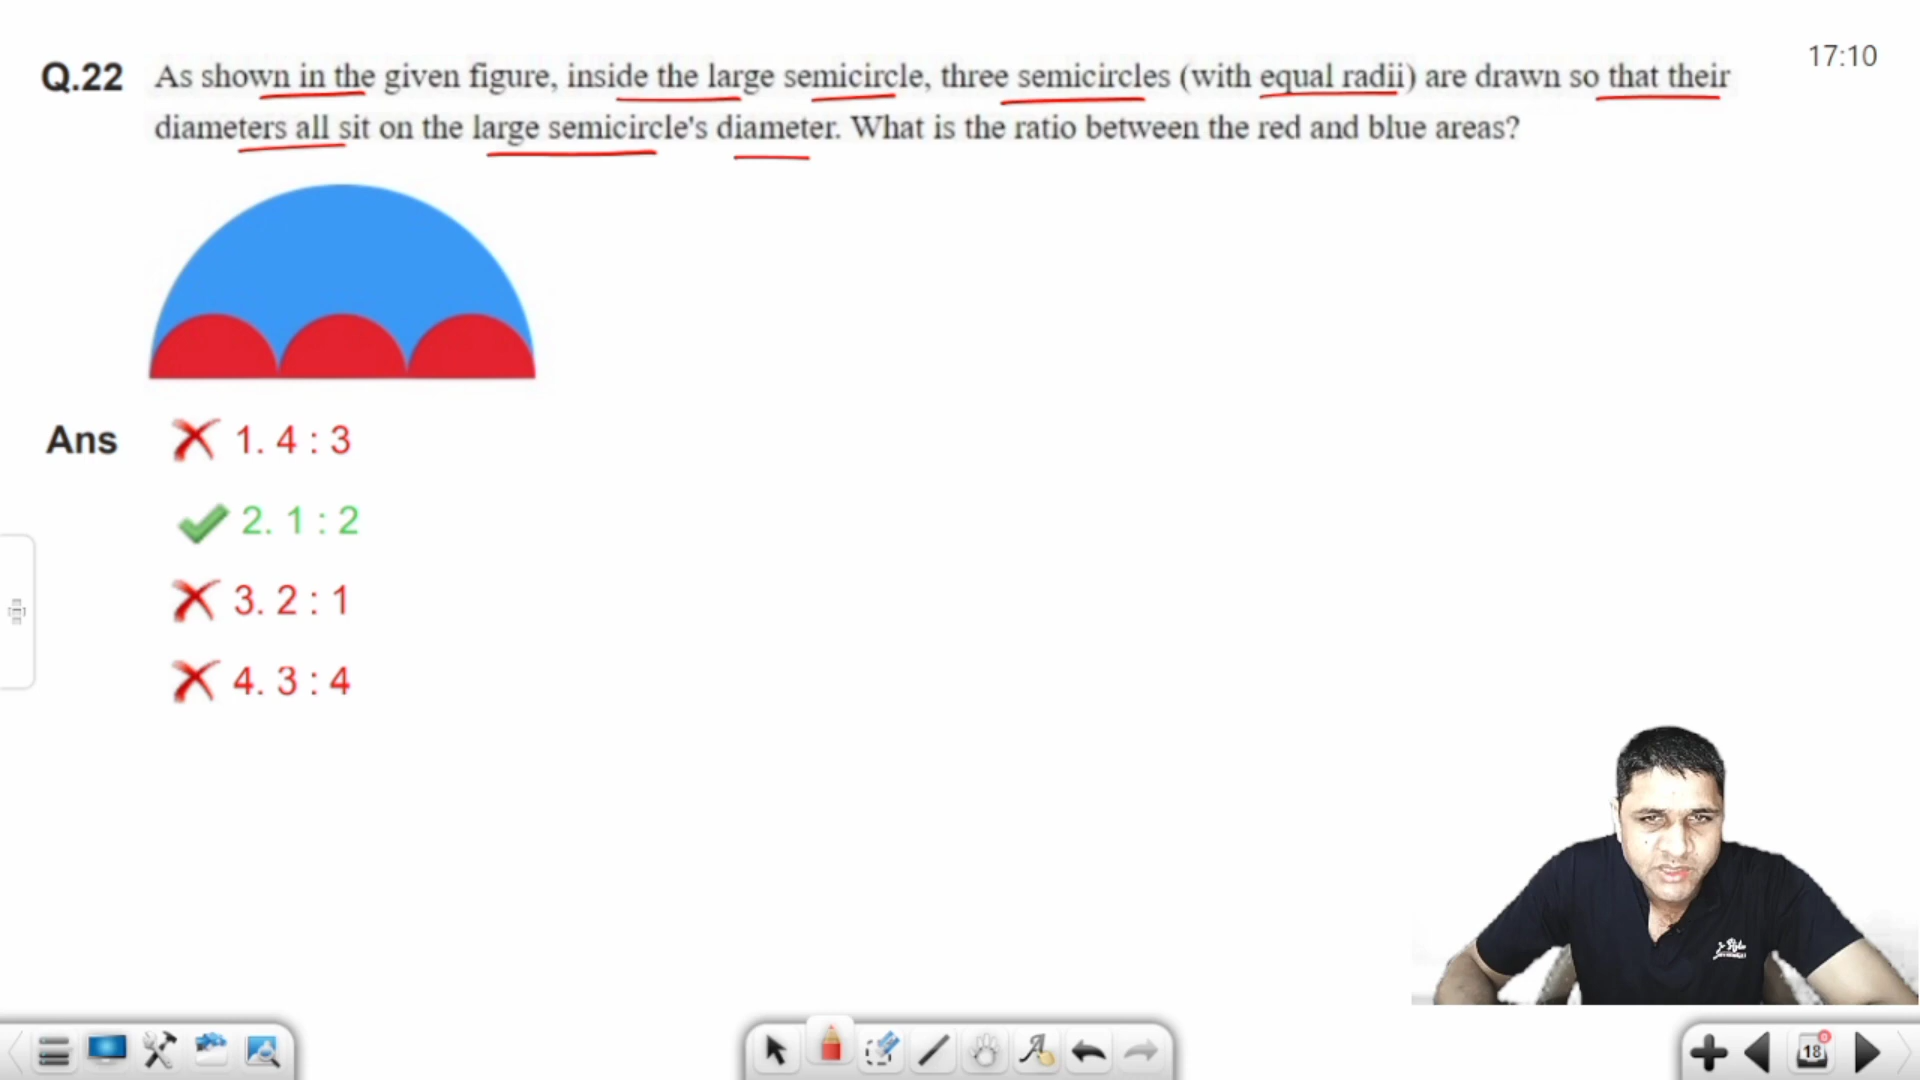 17:10
Q.22 As shown in the given figure, inside the large semicircle, three semicircles (with equal radii) are drawn so that their
diameters all sit on the large semicircle's diameter. What is the ratio between the red and blue areas?
Ans 1. 4 : 3
2. 1 : 2
3. 2 : 1
4. 3 : 4
18